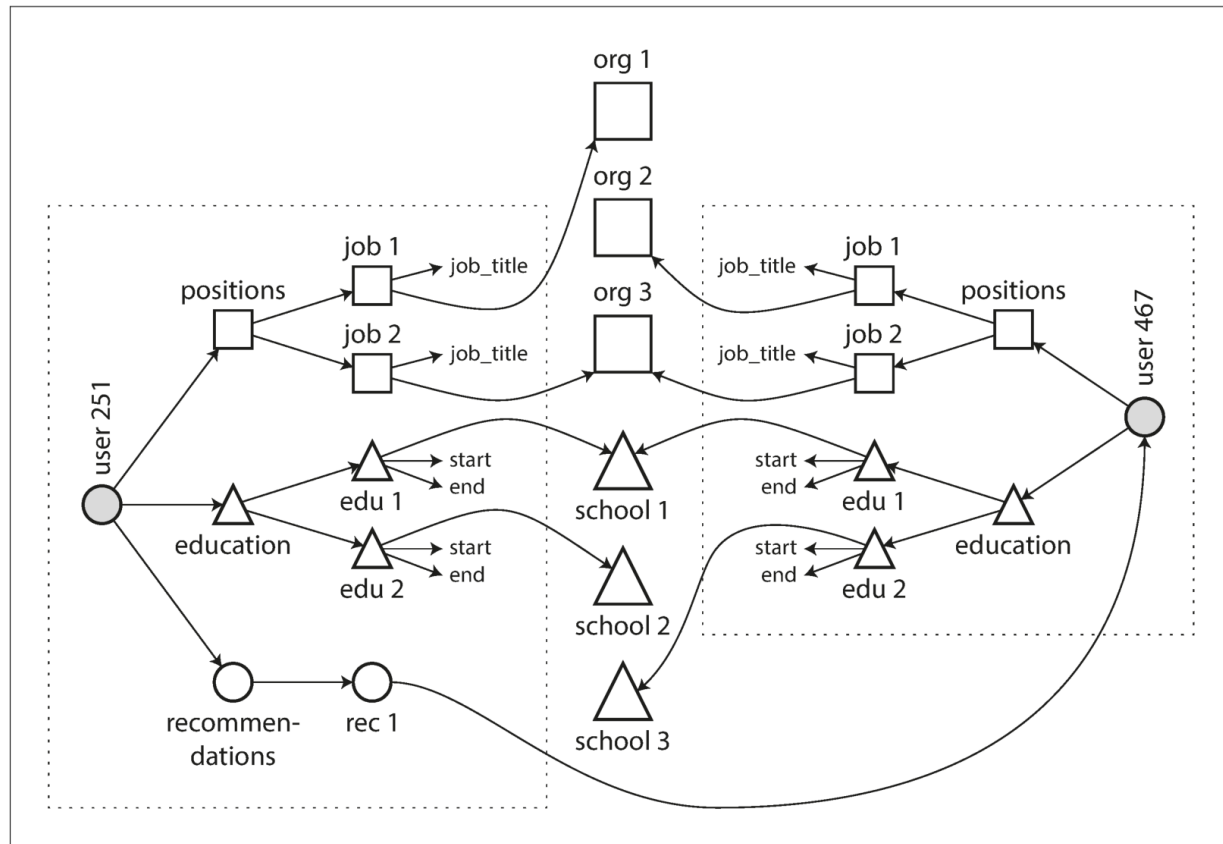 org 1
org 2
org 3
job 1
job_title
positions
job 2
job_title
user 251
edu 1
start
end
education
edu 2
start
end
recommen-
dations
rec 1
school 1
school 2
school 3
job 1
job_title
positions
job 2
job_title
user 467
start
end
edu 1
education
start
end
edu 2